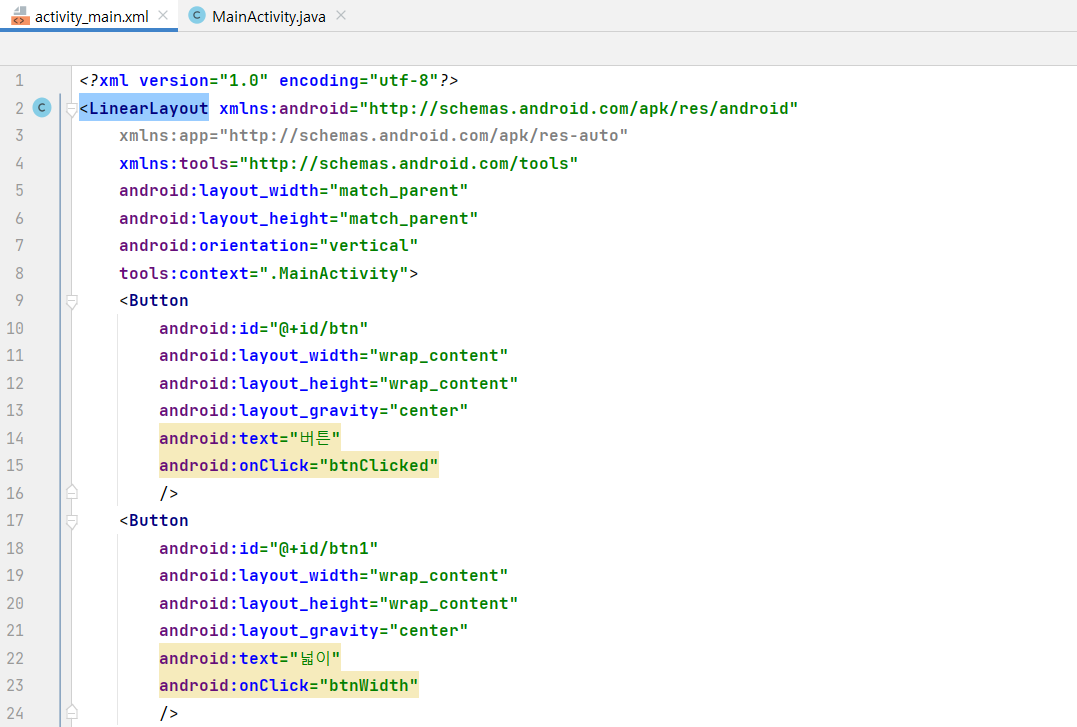 activity_main.xml
MainActivity.java
1 <?xml version="1.0" encoding="utf-8"?>
2 <LinearLayout xmlns:android="http://schemas.android.com/apk/res/android"
3 xmlns:app="http://schemas.android.com/apk/res-auto"
4 xmlns:tools="http://schemas.android.com/tools"
5 android:layout_width="match_parent"
6 android:layout_height="match_parent"
7 android:orientation="vertical"
8 tools:context=".MainActivity">
9 <Button
10 android:id="@+id/btn"
11 android:layout_width="wrap_content"
12 android:layout_height="wrap_content"
13 android:layout_gravity="center"
14 android:text="버튼"
15 android:onClick="btnClicked"
16 />
17 <Button
18 android:id="@+id/btn1"
19 android:layout_width="wrap_content"
20 android:layout_height="wrap_content"
21 android:layout_gravity="center"
22 android:text="넓이"
23 android:onClick="btnWidth"
24 />